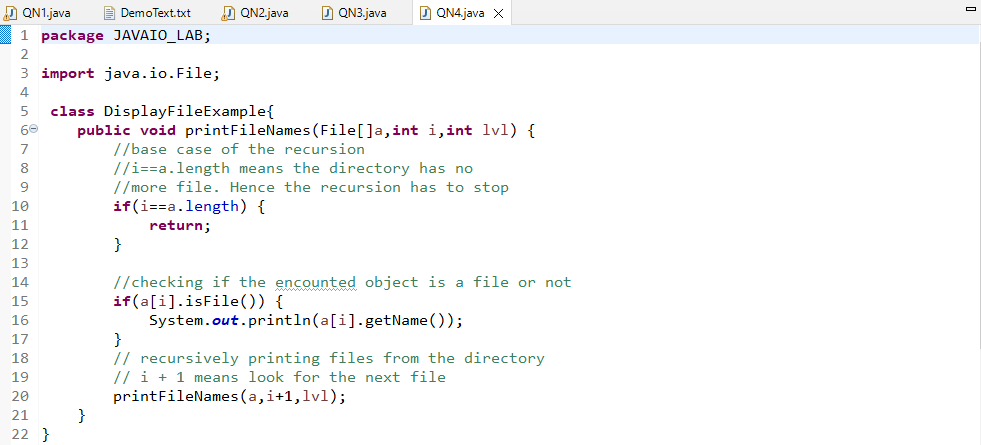 QN1.java DemoText.txt QN2.java QN3.java QN4.java
1 package JAVAIO_LAB;
2
3 import java.io.File;
4
5 class DisplayFileExample{
6 public void printFileNames(File[]a,int i,int lvl) {
7 //base case of the recursion
8 //i==a.length means the directory has no
9 //more file. Hence the recursion has to stop
10 if(i==a.length) {
11 return;
12 }
13
14 //checking if the encounted object is a file or not
15 if(a[i].isFile()) {
16 System.out.println(a[i].getName());
17 }
18 // recursively printing files from the directory
19 // i + 1 means look for the next file
20 printFileNames(a,i+1,lvl);
21 }
22 }